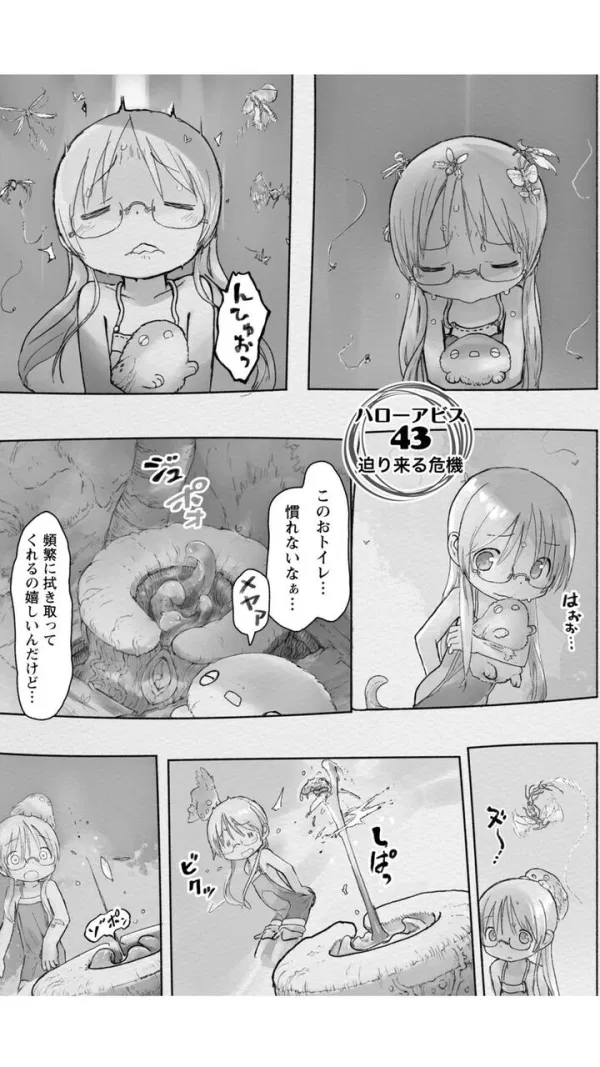 んひゅおっ
ハローアビス
43
迫り来る危機
はぉぉ…
このおトイレ…
慣れないなぁ…
メヤァ
ジュポォ
頻繁に拭き取って
くれるの嬉しいんだけど…
ズ〜…
しぱっ
ビクッ
ゾポン